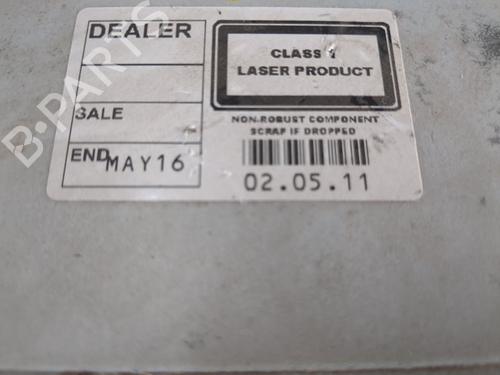 DEALER
SALE
END MAY16
CLASS 1
LASER PRODUCT
NON-ROBUST COMPONENT
SCRAP IF DROPPED
02.05.11
B-PARTS